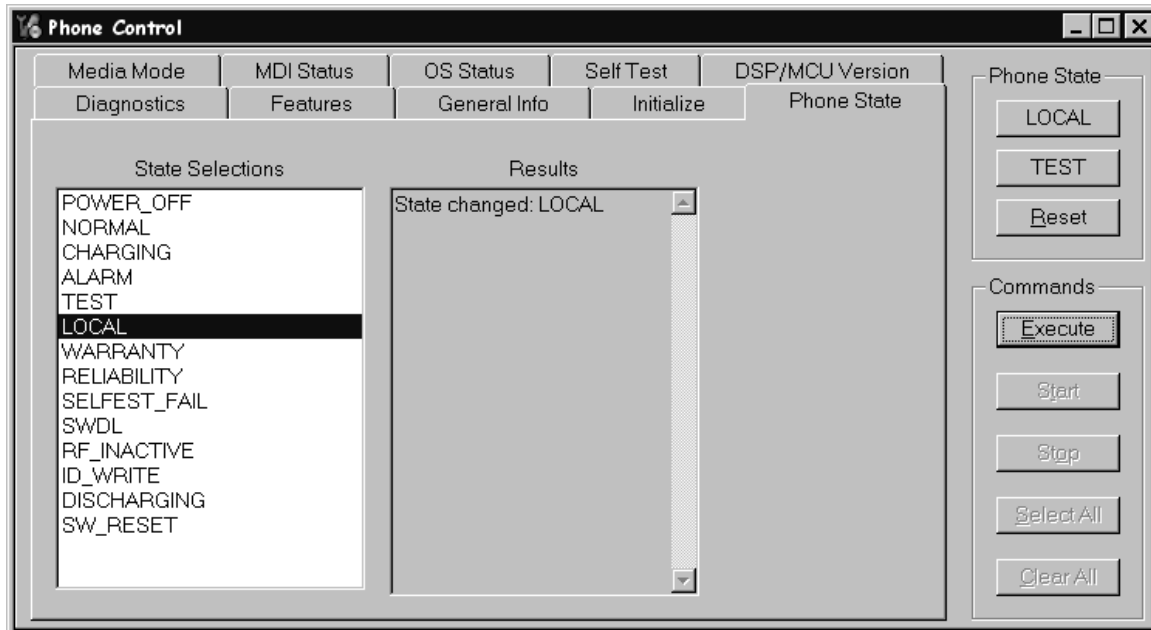 Phone Control
Media Mode
MDI Status
OS Status
Self Test
DSP/MCU Version
Diagnostics
Features
General Info
Initialize
Phone State
State Selections
POWER_OFF
NORMAL
CHARGING
ALARM
TEST
LOCAL
WARRANTY
RELIABILITY
SELFEST_FAIL
SWDL
RF_INACTIVE
ID_WRITE
DISCHARGING
SW_RESET
Results
State changed: LOCAL
Phone State
LOCAL
TEST
Reset
Commands
Execute
Start
Stop
Select All
Clear All